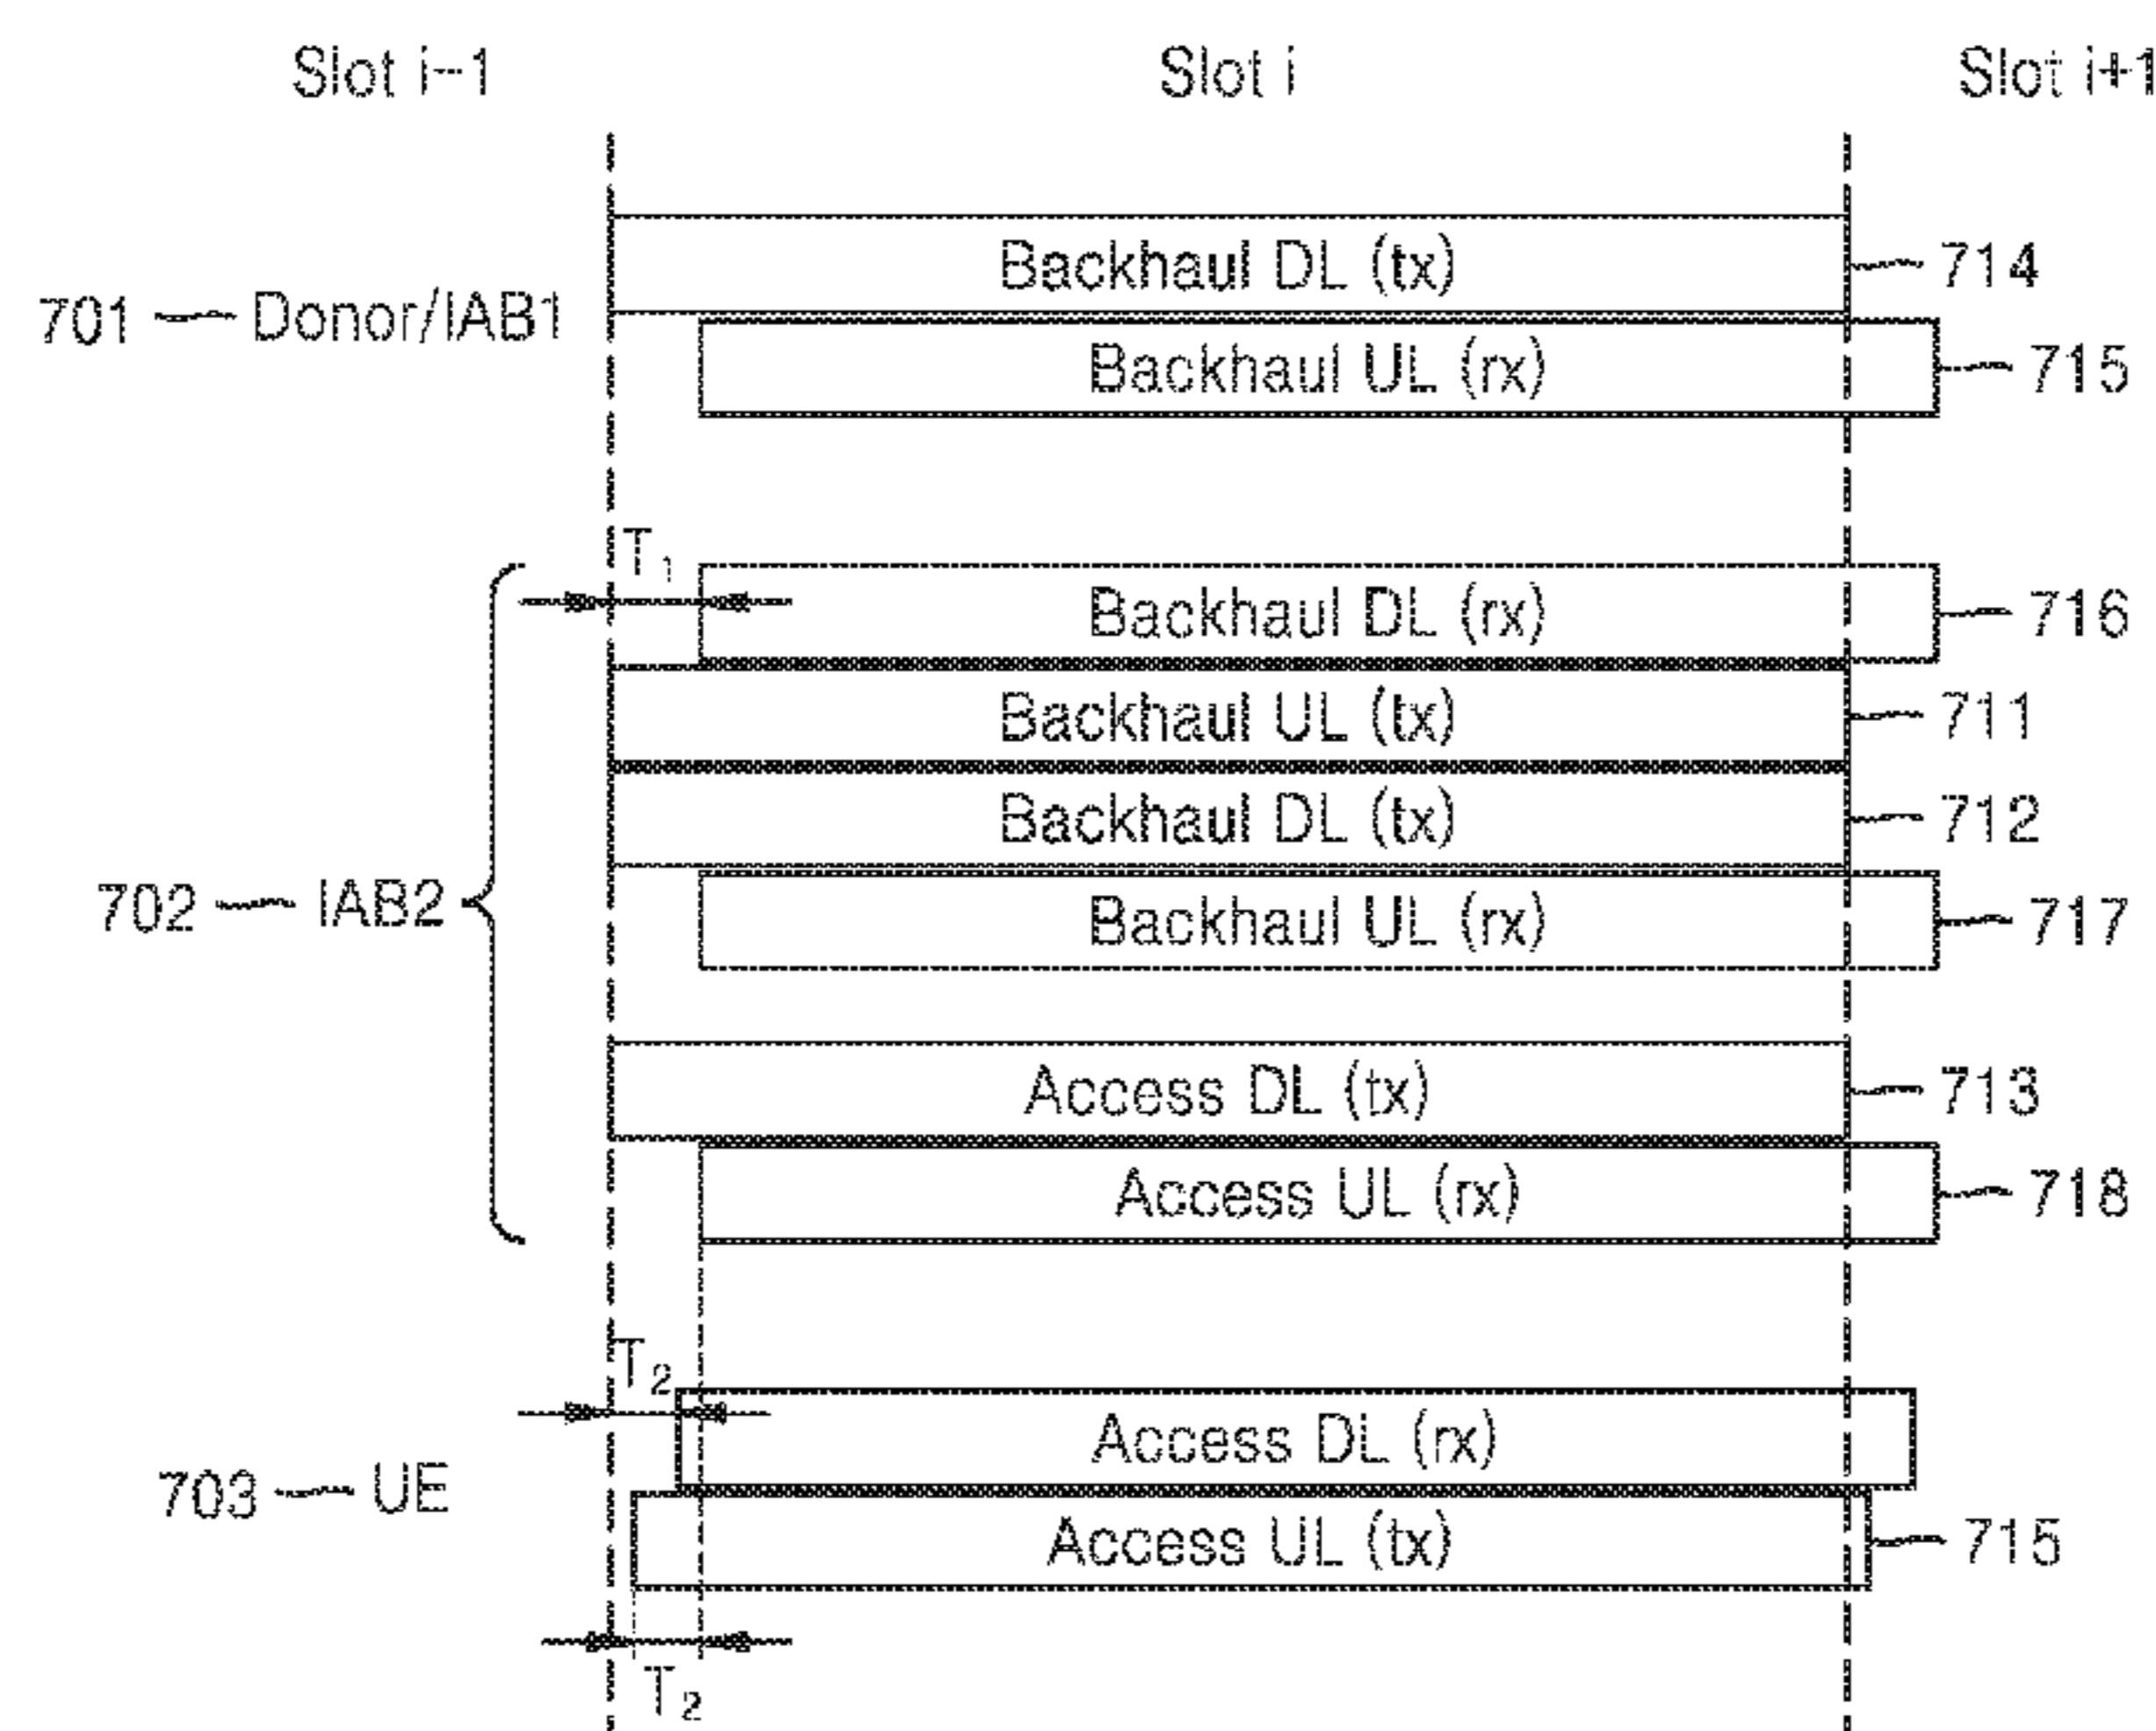 Slot i-1 Slot i Slot i+1
Backhaul DL (tx) 714
701 Donor/IAB1
Backhaul UL (rx) 715
T1
Backhaul DL (rx) 716
Backhaul UL (tx) 711
Backhaul DL (tx) 712
702 IAB2
Backhaul UL (rx) 717
Access DL (tx) 713
Access UL (rx) 718
T2
Access DL (rx)
703 UE
Access UL (tx) 715
T2